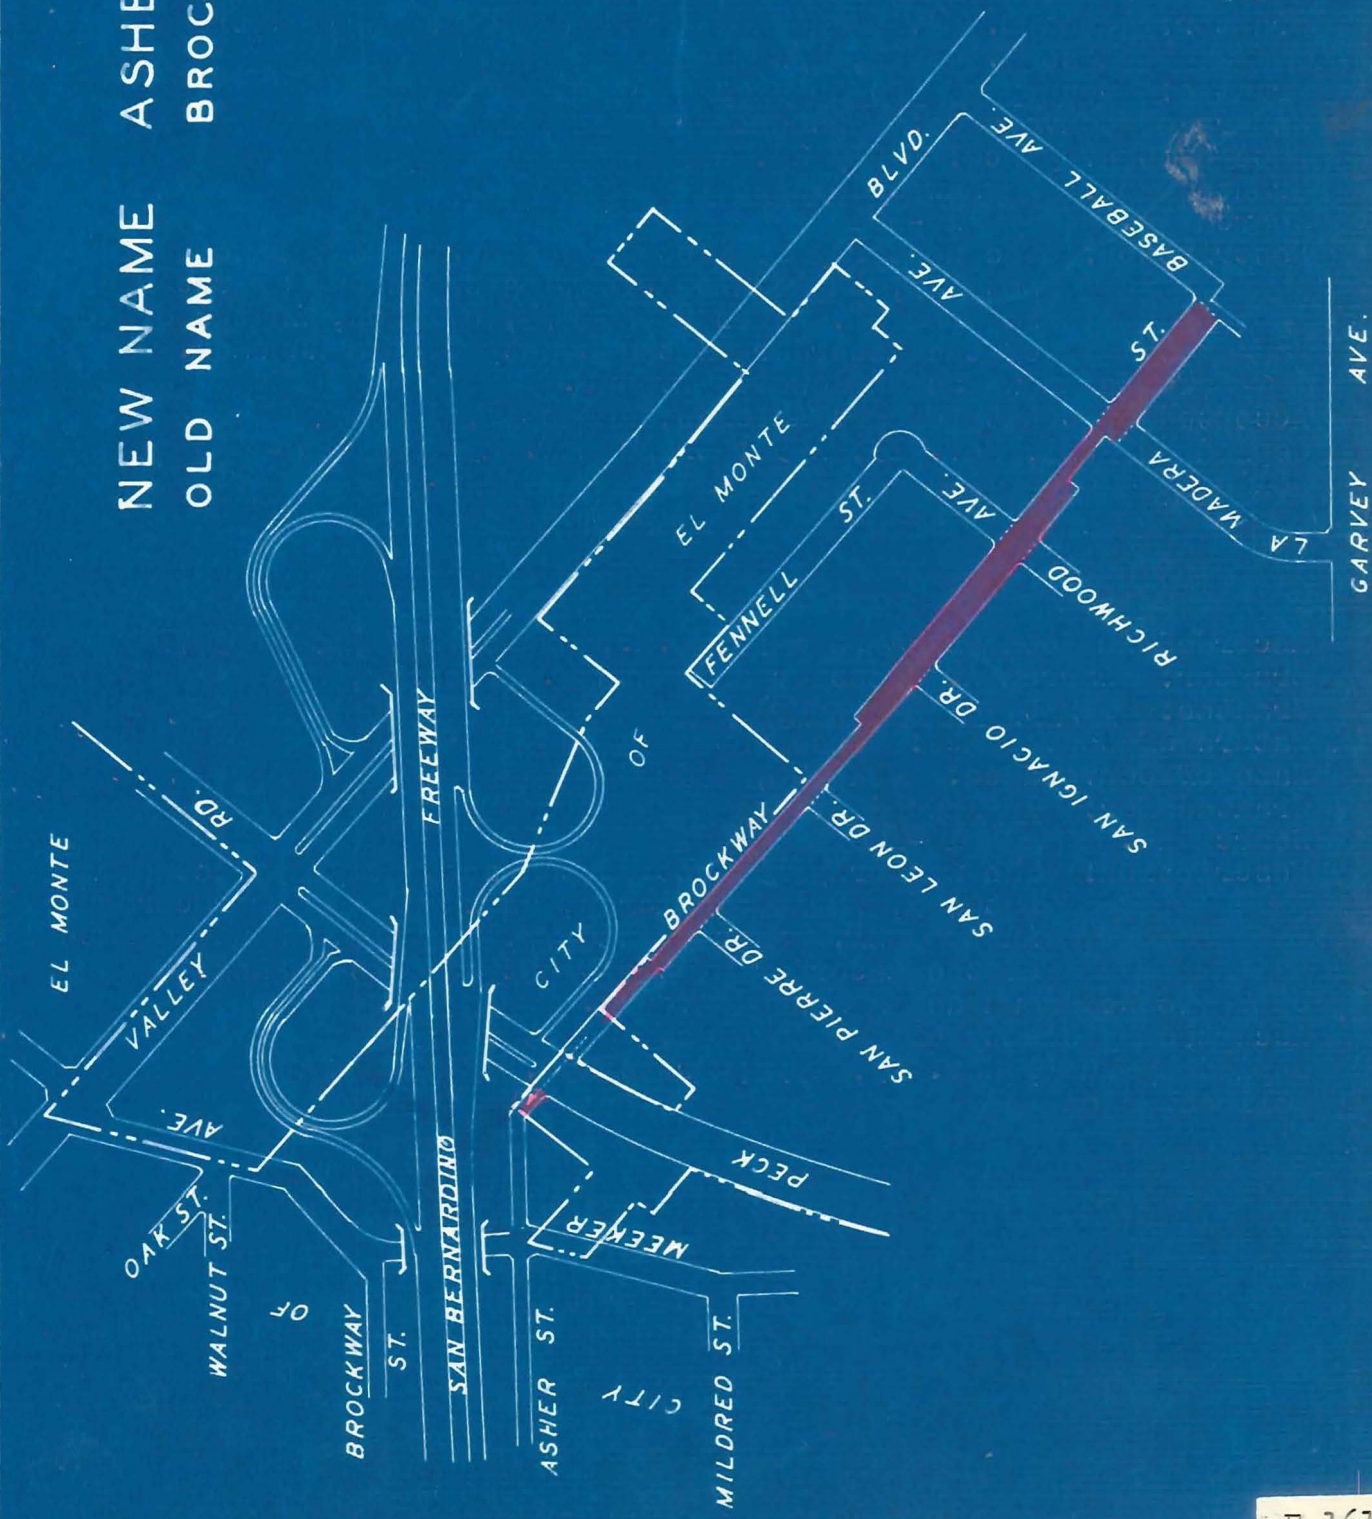 NEW NAME ASHE
OLD NAME BROC
EL MONTE
VALLEY
RD.
AVE.
OAK ST.
WALNUT ST.
OF
BROCKWAY
ST.
SAN BERNARDINO
FREEWAY
ASHER ST.
CITY
MILDRED ST.
MEEKER
PECK
CITY
OF
EL MONTE
BROCKWAY
ST.
FENNELL ST.
BLVD.
BASEBALL AVE.
LA MADERA
AVE.
RICHWOOD
AVE.
SAN IGNACIO DR.
SAN LEON DR.
SAN PIERRE DR.
GARVEY AVE.